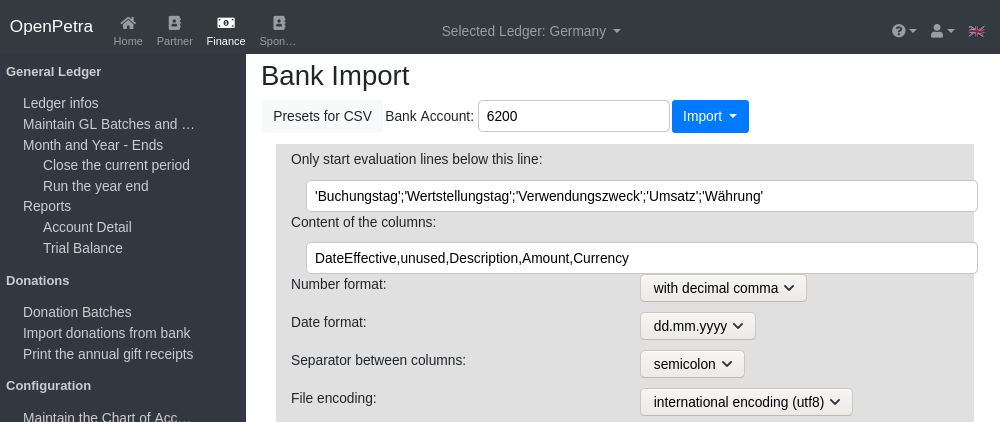 OpenPetra
Home
Partner
Finance
Spon…
Selected Ledger: Germany
General Ledger
Ledger infos
Maintain GL Batches and …
Month and Year - Ends
Close the current period
Run the year end
Reports
Account Detail
Trial Balance
Donations
Donation Batches
Import donations from bank
Print the annual gift receipts
Configuration
Maintain the Chart of Acc…
Bank Import
Presets for CSV
Bank Account: 6200
Import
Only start evaluation lines below this line:
'Buchungstag';'Wertstellungstag';'Verwendungszweck';'Umsatz';'Währung'
Content of the columns:
DateEffective,unused,Description,Amount,Currency
Number format: with decimal comma
Date format: dd.mm.yyyy
Separator between columns: semicolon
File encoding: international encoding (utf8)